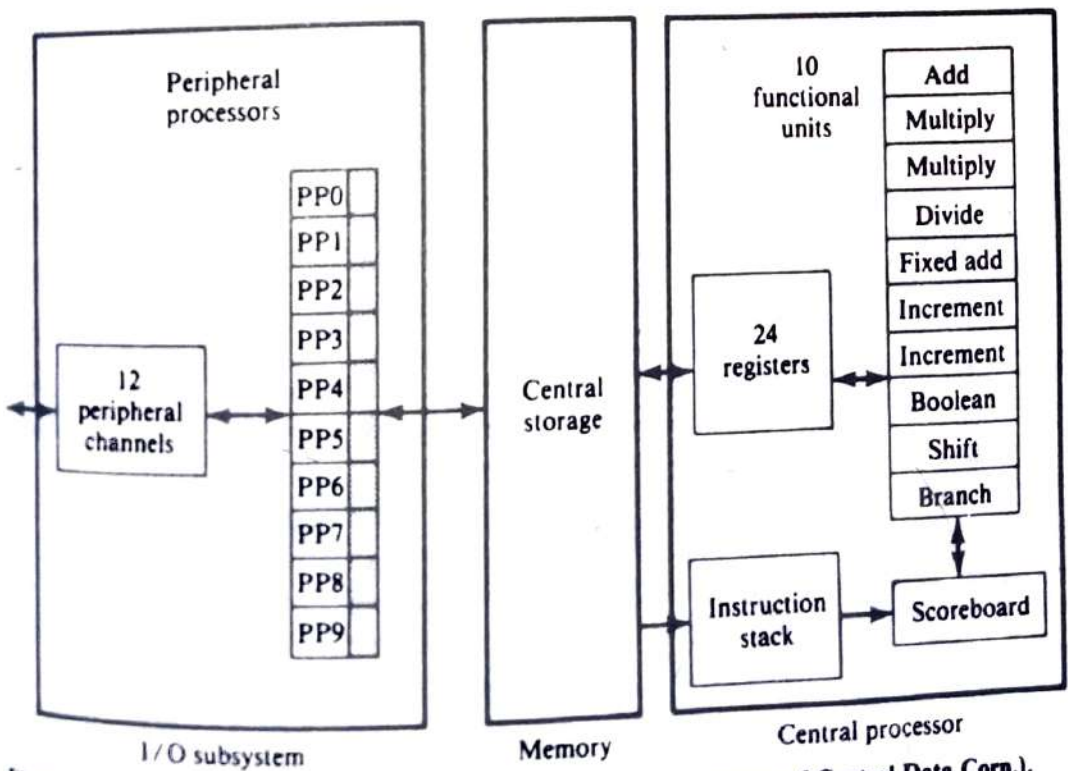 Peripheral
processors
PP0
PP1
PP2
PP3
PP4
PP5
PP6
PP7
PP8
PP9
12
peripheral
channels
I/O subsystem
Central
storage
Memory
10
functional
units
Add
Multiply
Multiply
Divide
Fixed add
Increment
Increment
Boolean
Shift
Branch
24
registers
Instruction
stack
Scoreboard
Central processor
Control Data Corp.).